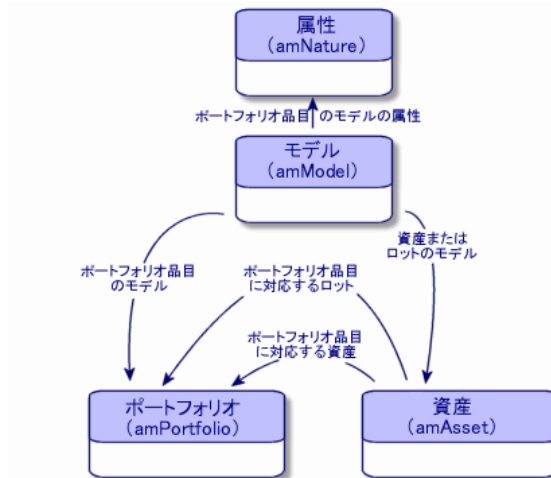 属性
(amNature)
ポートフォリオ品目 のモデルの属性
モデル
(amModel)
ポートフォリオ品目
のモデル
ポートフォリオ品目
に対応するロット
資産または
ロットのモデル
ポートフォリオ品目
に対応する資産
ポートフォリオ
(amPortfolio)
資産
(amAsset)